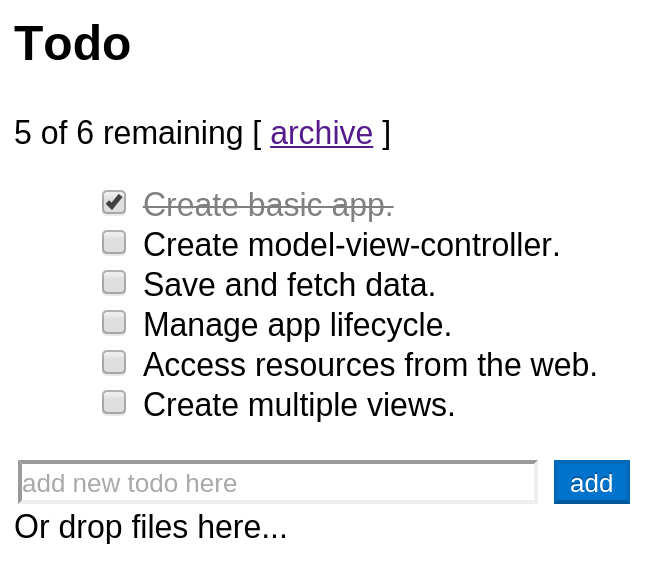 Todo
5 of 6 remaining [ archive ]
Create basic app.
Create model-view-controller.
Save and fetch data.
Manage app lifecycle.
Access resources from the web.
Create multiple views.
add new todo here add
Or drop files here...